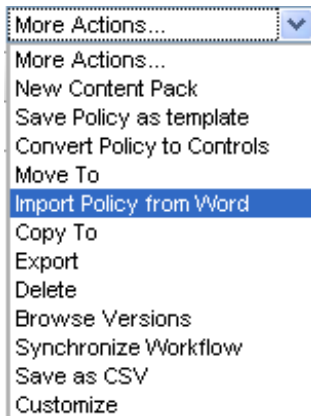 More Actions...
More Actions...
New Content Pack
Save Policy as template
Convert Policy to Controls
Move To
Import Policy from Word
Copy To
Export
Delete
Browse Versions
Synchronize Workflow
Save as CSV
Customize